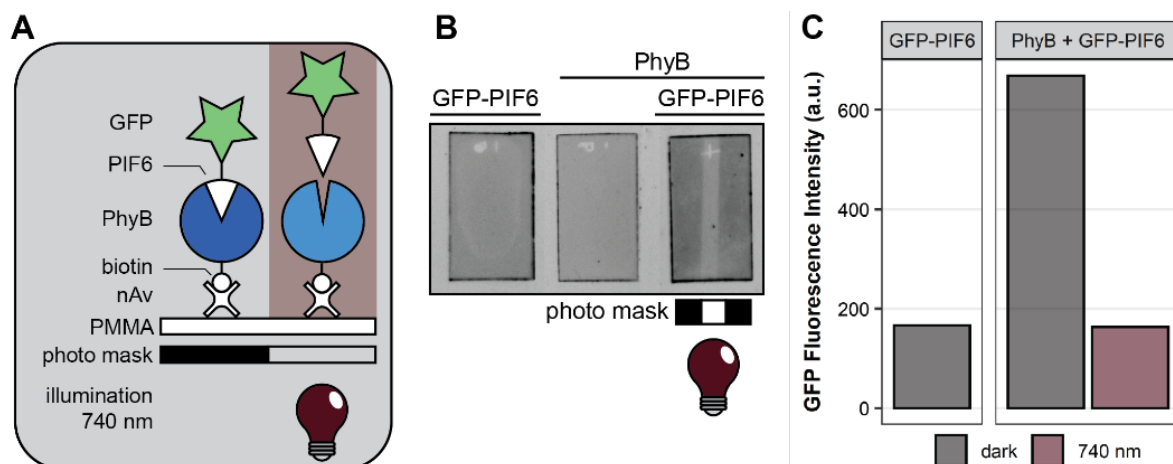 A
GFP
PIF6
PhyB
biotin
nAv
PMMA
photo mask
illumination
740 nm
B
PhyB
GFP-PIF6
GFP-PIF6
photo mask
C
GFP-PIF6
PhyB + GFP-PIF6
GFP Fluorescence Intensity (a.u.)
600
400
200
0
dark
740 nm